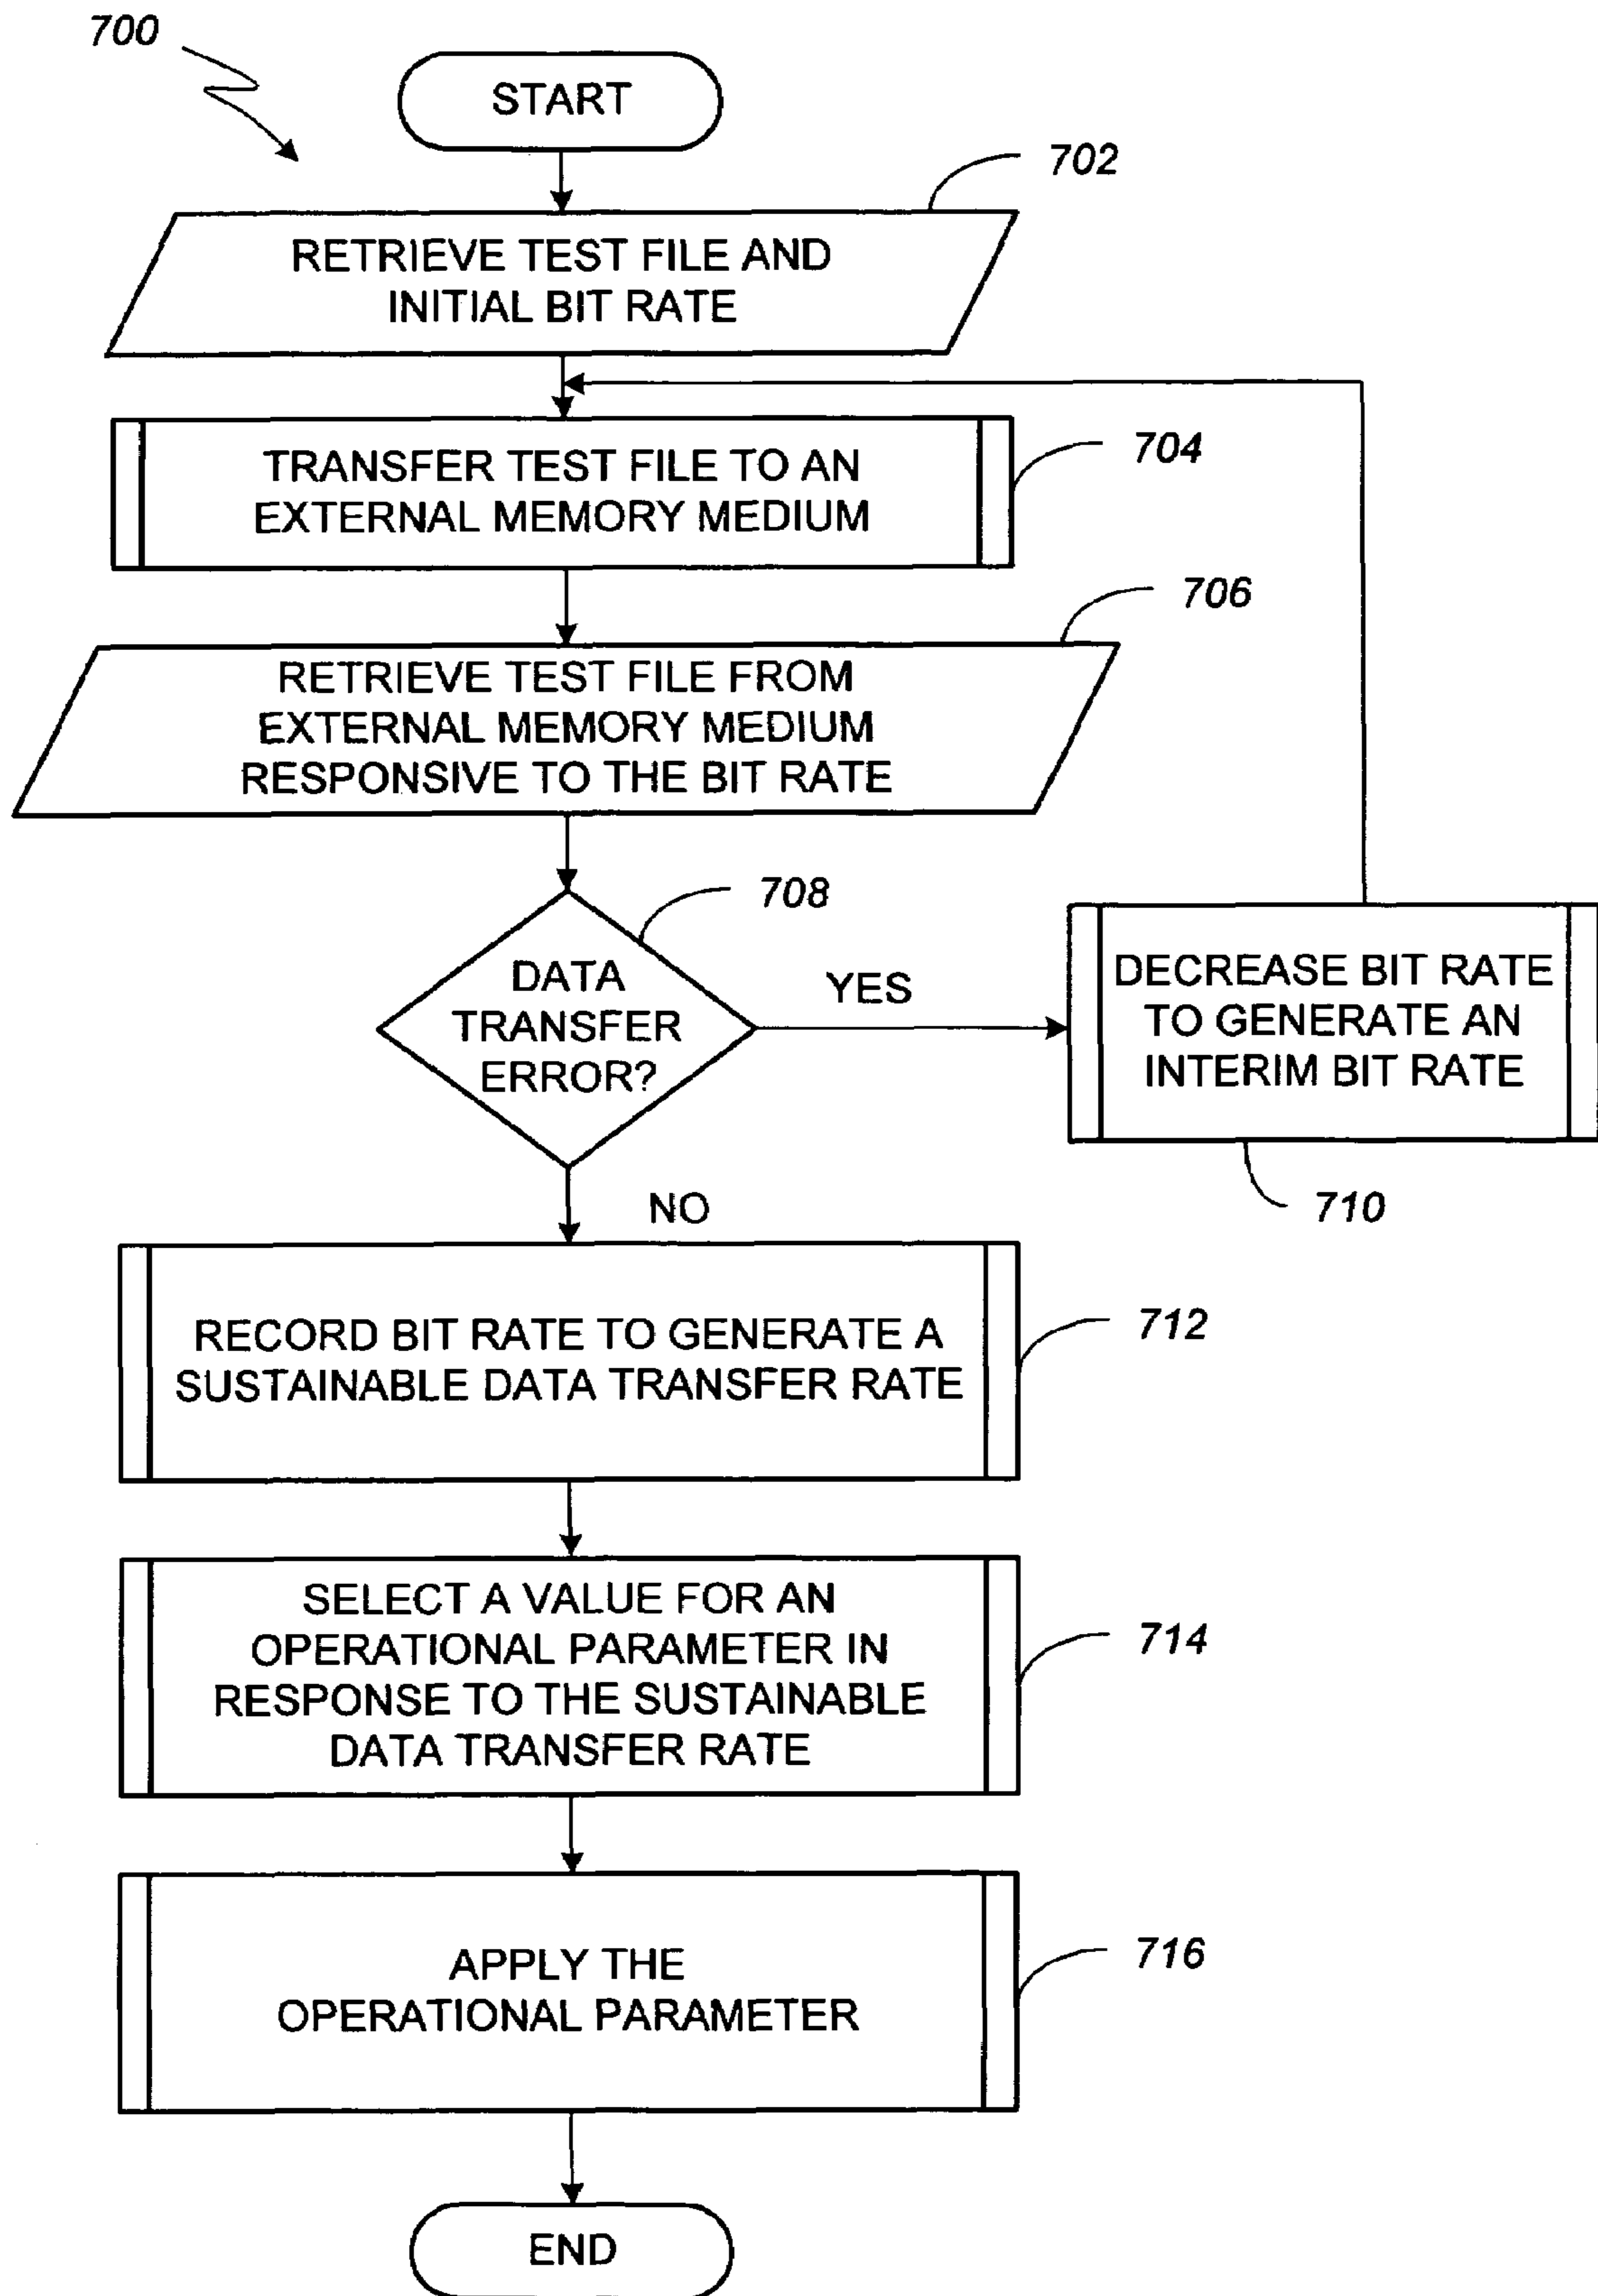 700
START
702
RETRIEVE TEST FILE AND
INITIAL BIT RATE
704
TRANSFER TEST FILE TO AN
EXTERNAL MEMORY MEDIUM
706
RETRIEVE TEST FILE FROM
EXTERNAL MEMORY MEDIUM
RESPONSIVE TO THE BIT RATE
708
DATA
TRANSFER
ERROR?
YES
DECREASE BIT RATE
TO GENERATE AN
INTERIM BIT RATE
710
NO
RECORD BIT RATE TO GENERATE A
SUSTAINABLE DATA TRANSFER RATE
712
SELECT A VALUE FOR AN
OPERATIONAL PARAMETER IN
RESPONSE TO THE SUSTAINABLE
DATA TRANSFER RATE
714
APPLY THE
OPERATIONAL PARAMETER
716
END